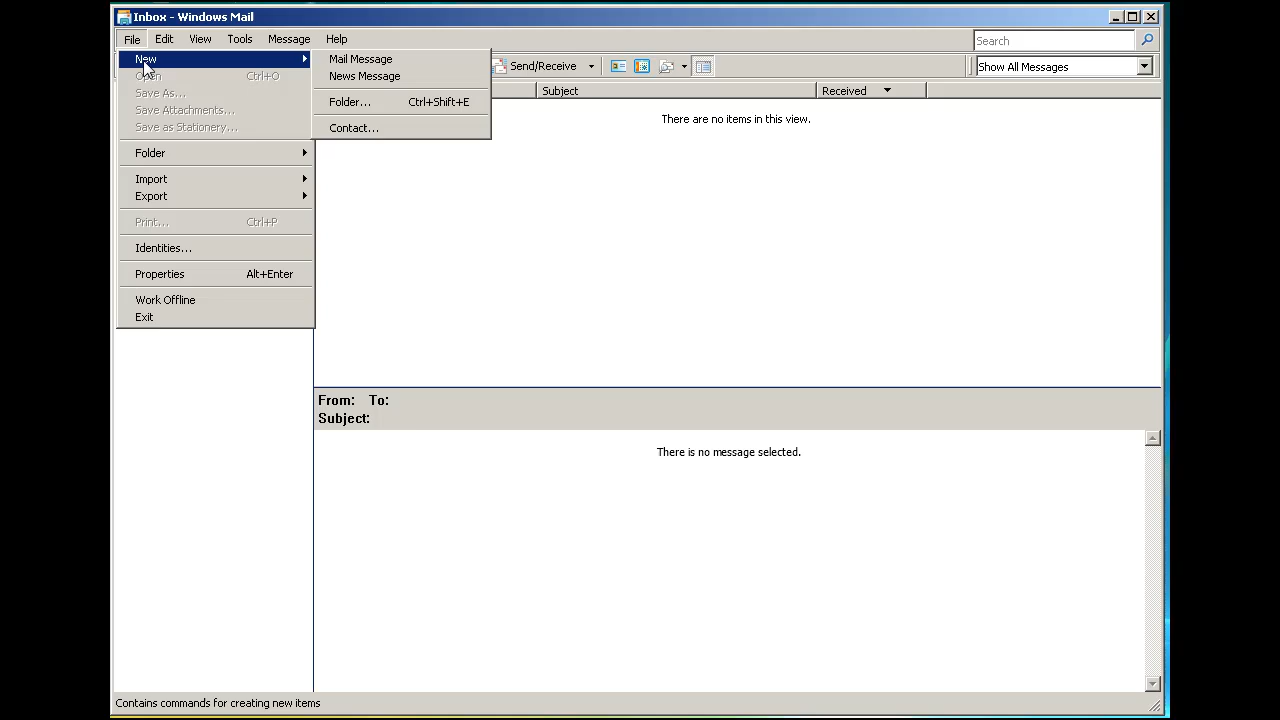 Inbox - Windows Mail
File Edit View Tools Message Help
Search
New
Open Ctrl+O
Save As...
Save Attachments...
Save as Stationery...
Folder
Import
Export
Print... Ctrl+P
Identities...
Properties Alt+Enter
Work Offline
Exit
Mail Message
News Message
Folder... Ctrl+Shift+E
Contact...
Send/Receive
Show All Messages
Subject Received
There are no items in this view.
From: To:
Subject:
There is no message selected.
Contains commands for creating new items